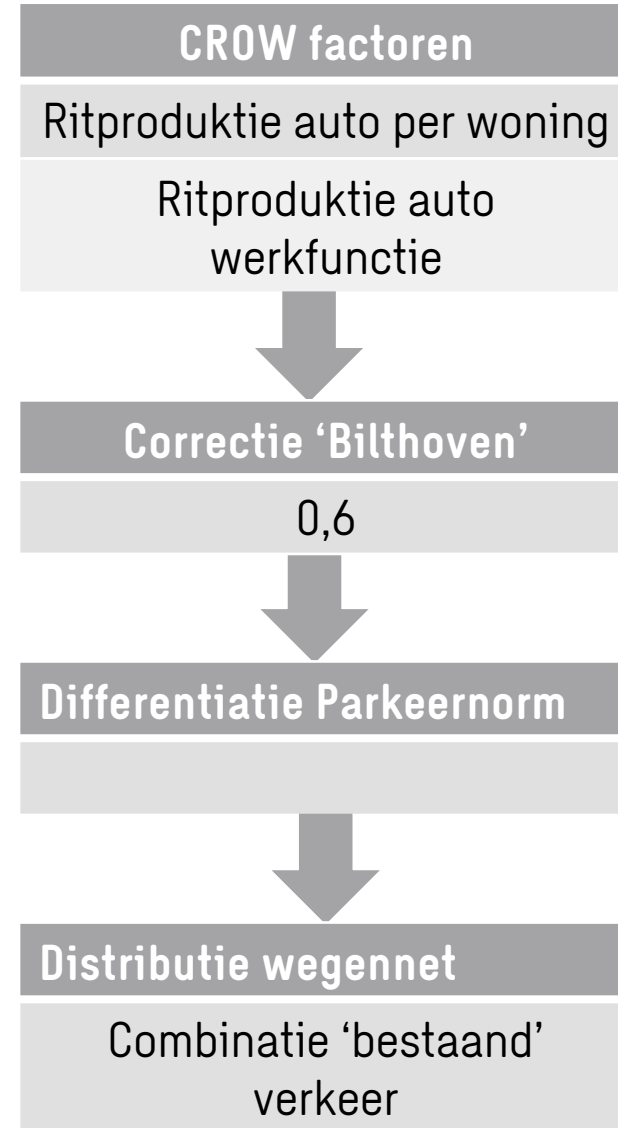 CROW factoren
Ritproduktie auto per woning
Ritproduktie auto
werkfunctie
Correctie ‘Bilthoven’
0,6
Differentiatie Parkeernorm
Distributie wegennet
Combinatie ‘bestaand’
verkeer